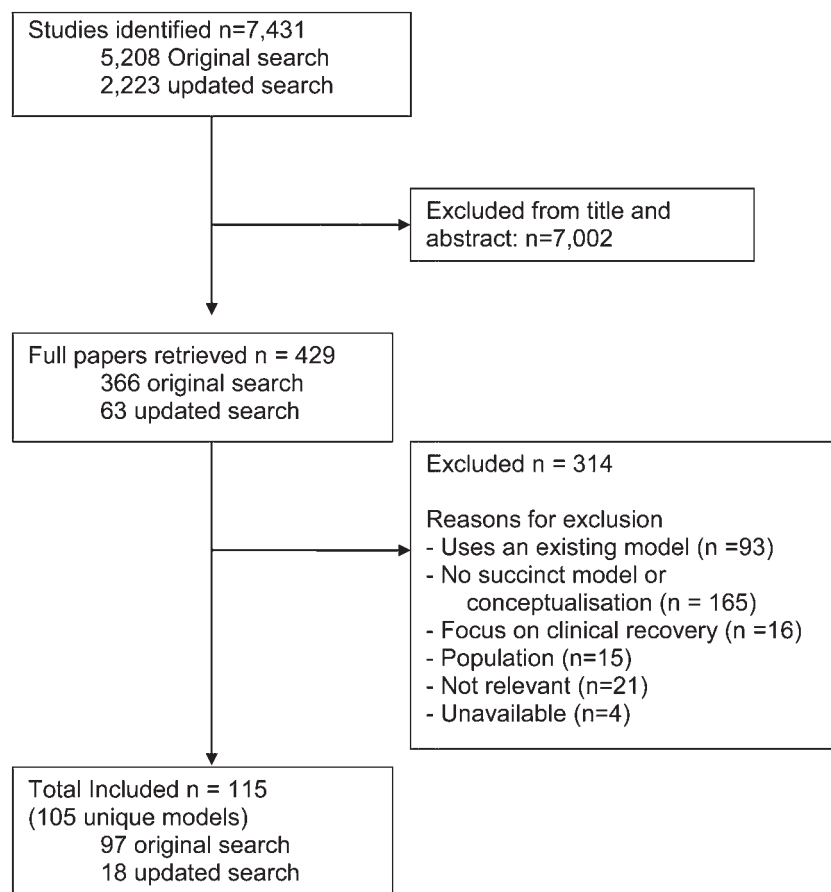 Studies identified n=7,431
5,208 Original search
2,223 updated search
Excluded from title and
abstract: n=7,002
Full papers retrieved n = 429
366 original search
63 updated search
Excluded n = 314
Reasons for exclusion
- Uses an existing model (n =93)
- No succinct model or
conceptualisation (n = 165)
- Focus on clinical recovery (n =16)
- Population (n=15)
- Not relevant (n=21)
- Unavailable (n=4)
Total Included n = 115
(105 unique models)
97 original search
18 updated search